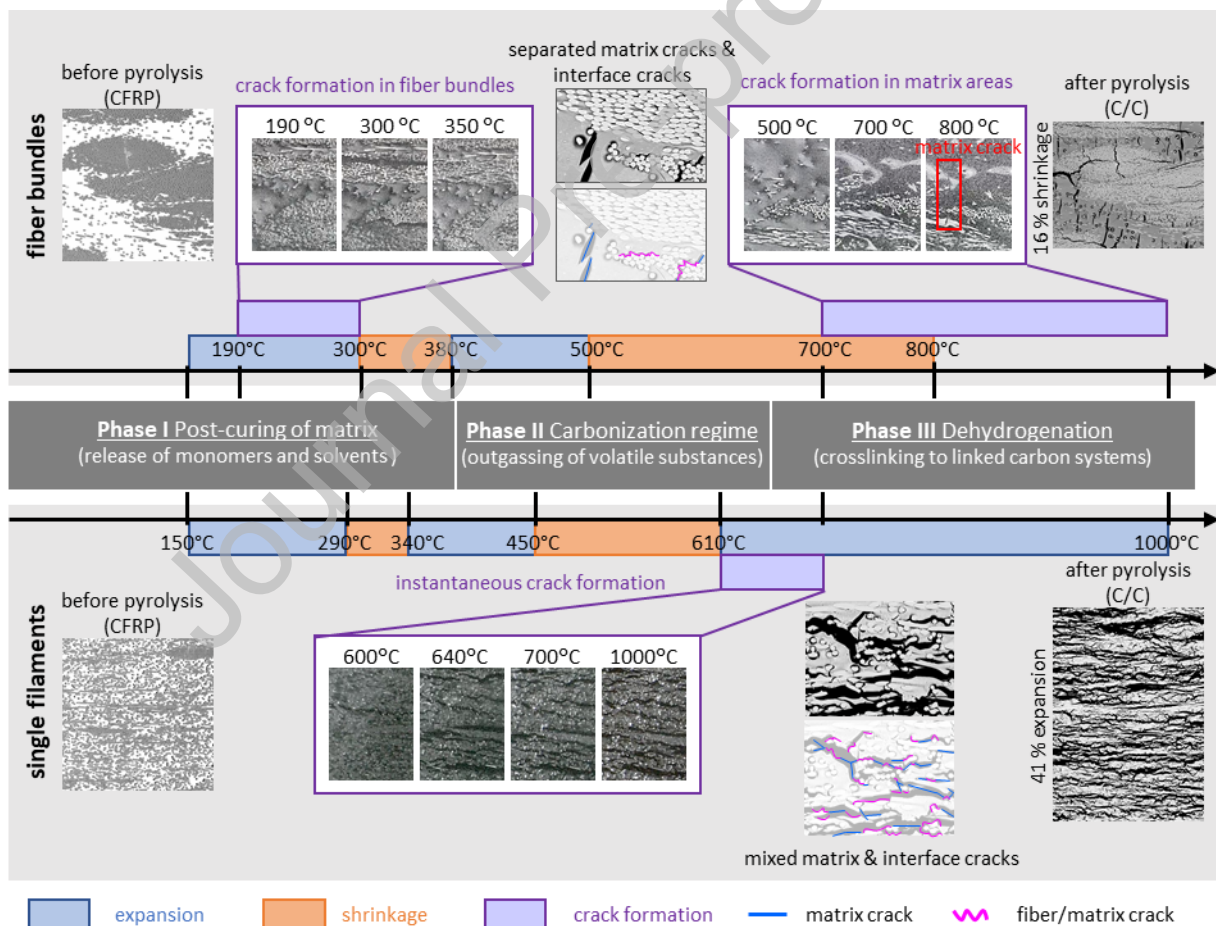 separated matrix cracks &
interface cracks
before pyrolysis
(CFRP)
crack formation in fiber bundles
crack formation in matrix areas
after pyrolysis
(C/C)
190 °C
300 °C
350 °C
500 °C
700 °C
800 °C
matrix crack
fiber bundles
16 % shrinkage
190°C
300°C
380°C
500°C
700°C
800°C
Phase I Post-curing of matrix
(release of monomers and solvents)
Phase II Carbonization regime
(outgassing of volatile substances)
Phase III Dehydrogenation
(crosslinking to linked carbon systems)
150°C
290°C
340°C
450°C
610°C
1000°C
instantaneous crack formation
before pyrolysis
(CFRP)
after pyrolysis
(C/C)
600°C
640°C
700°C
1000°C
single filaments
41 % expansion
mixed matrix & interface cracks
expansion
shrinkage
crack formation
matrix crack
fiber/matrix crack
Journal Pre-pro